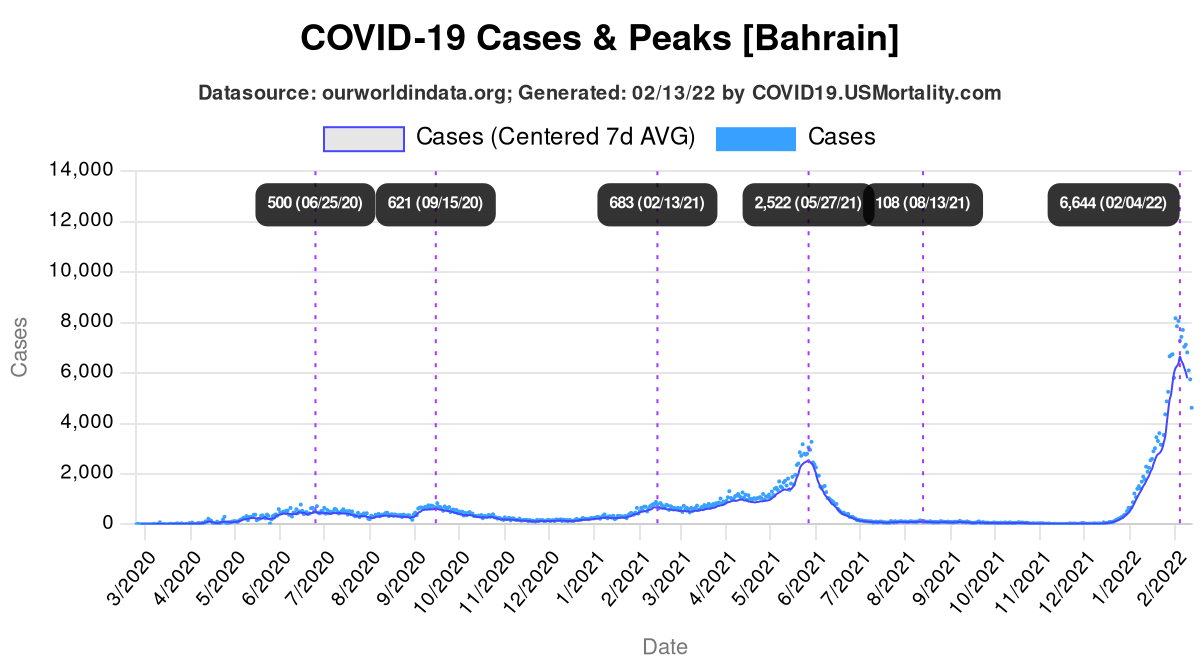 COVID-19 Cases & Peaks [Bahrain]
Datasource: ourworldindata.org; Generated: 02/13/22 by COVID19.USMortality.com
Cases (Centered 7d AVG) Cases
14,000
500 (06/25/20) 621 (09/15/20) 683 (02/13/21) 2,522 (05/27/21) 108 (08/13/21) 6,644 (02/04/22)
12,000
10,000
8,000
6,000
4,000
2,000
0
Cases
3/2020 4/2020 5/2020 6/2020 7/2020 8/2020 9/2020 10/2020 11/2020 12/2020 1/2021 2/2021 3/2021 4/2021 5/2021 6/2021 7/2021 8/2021 9/2021 10/2021 11/2021 12/2021 1/2022 2/2022
Date